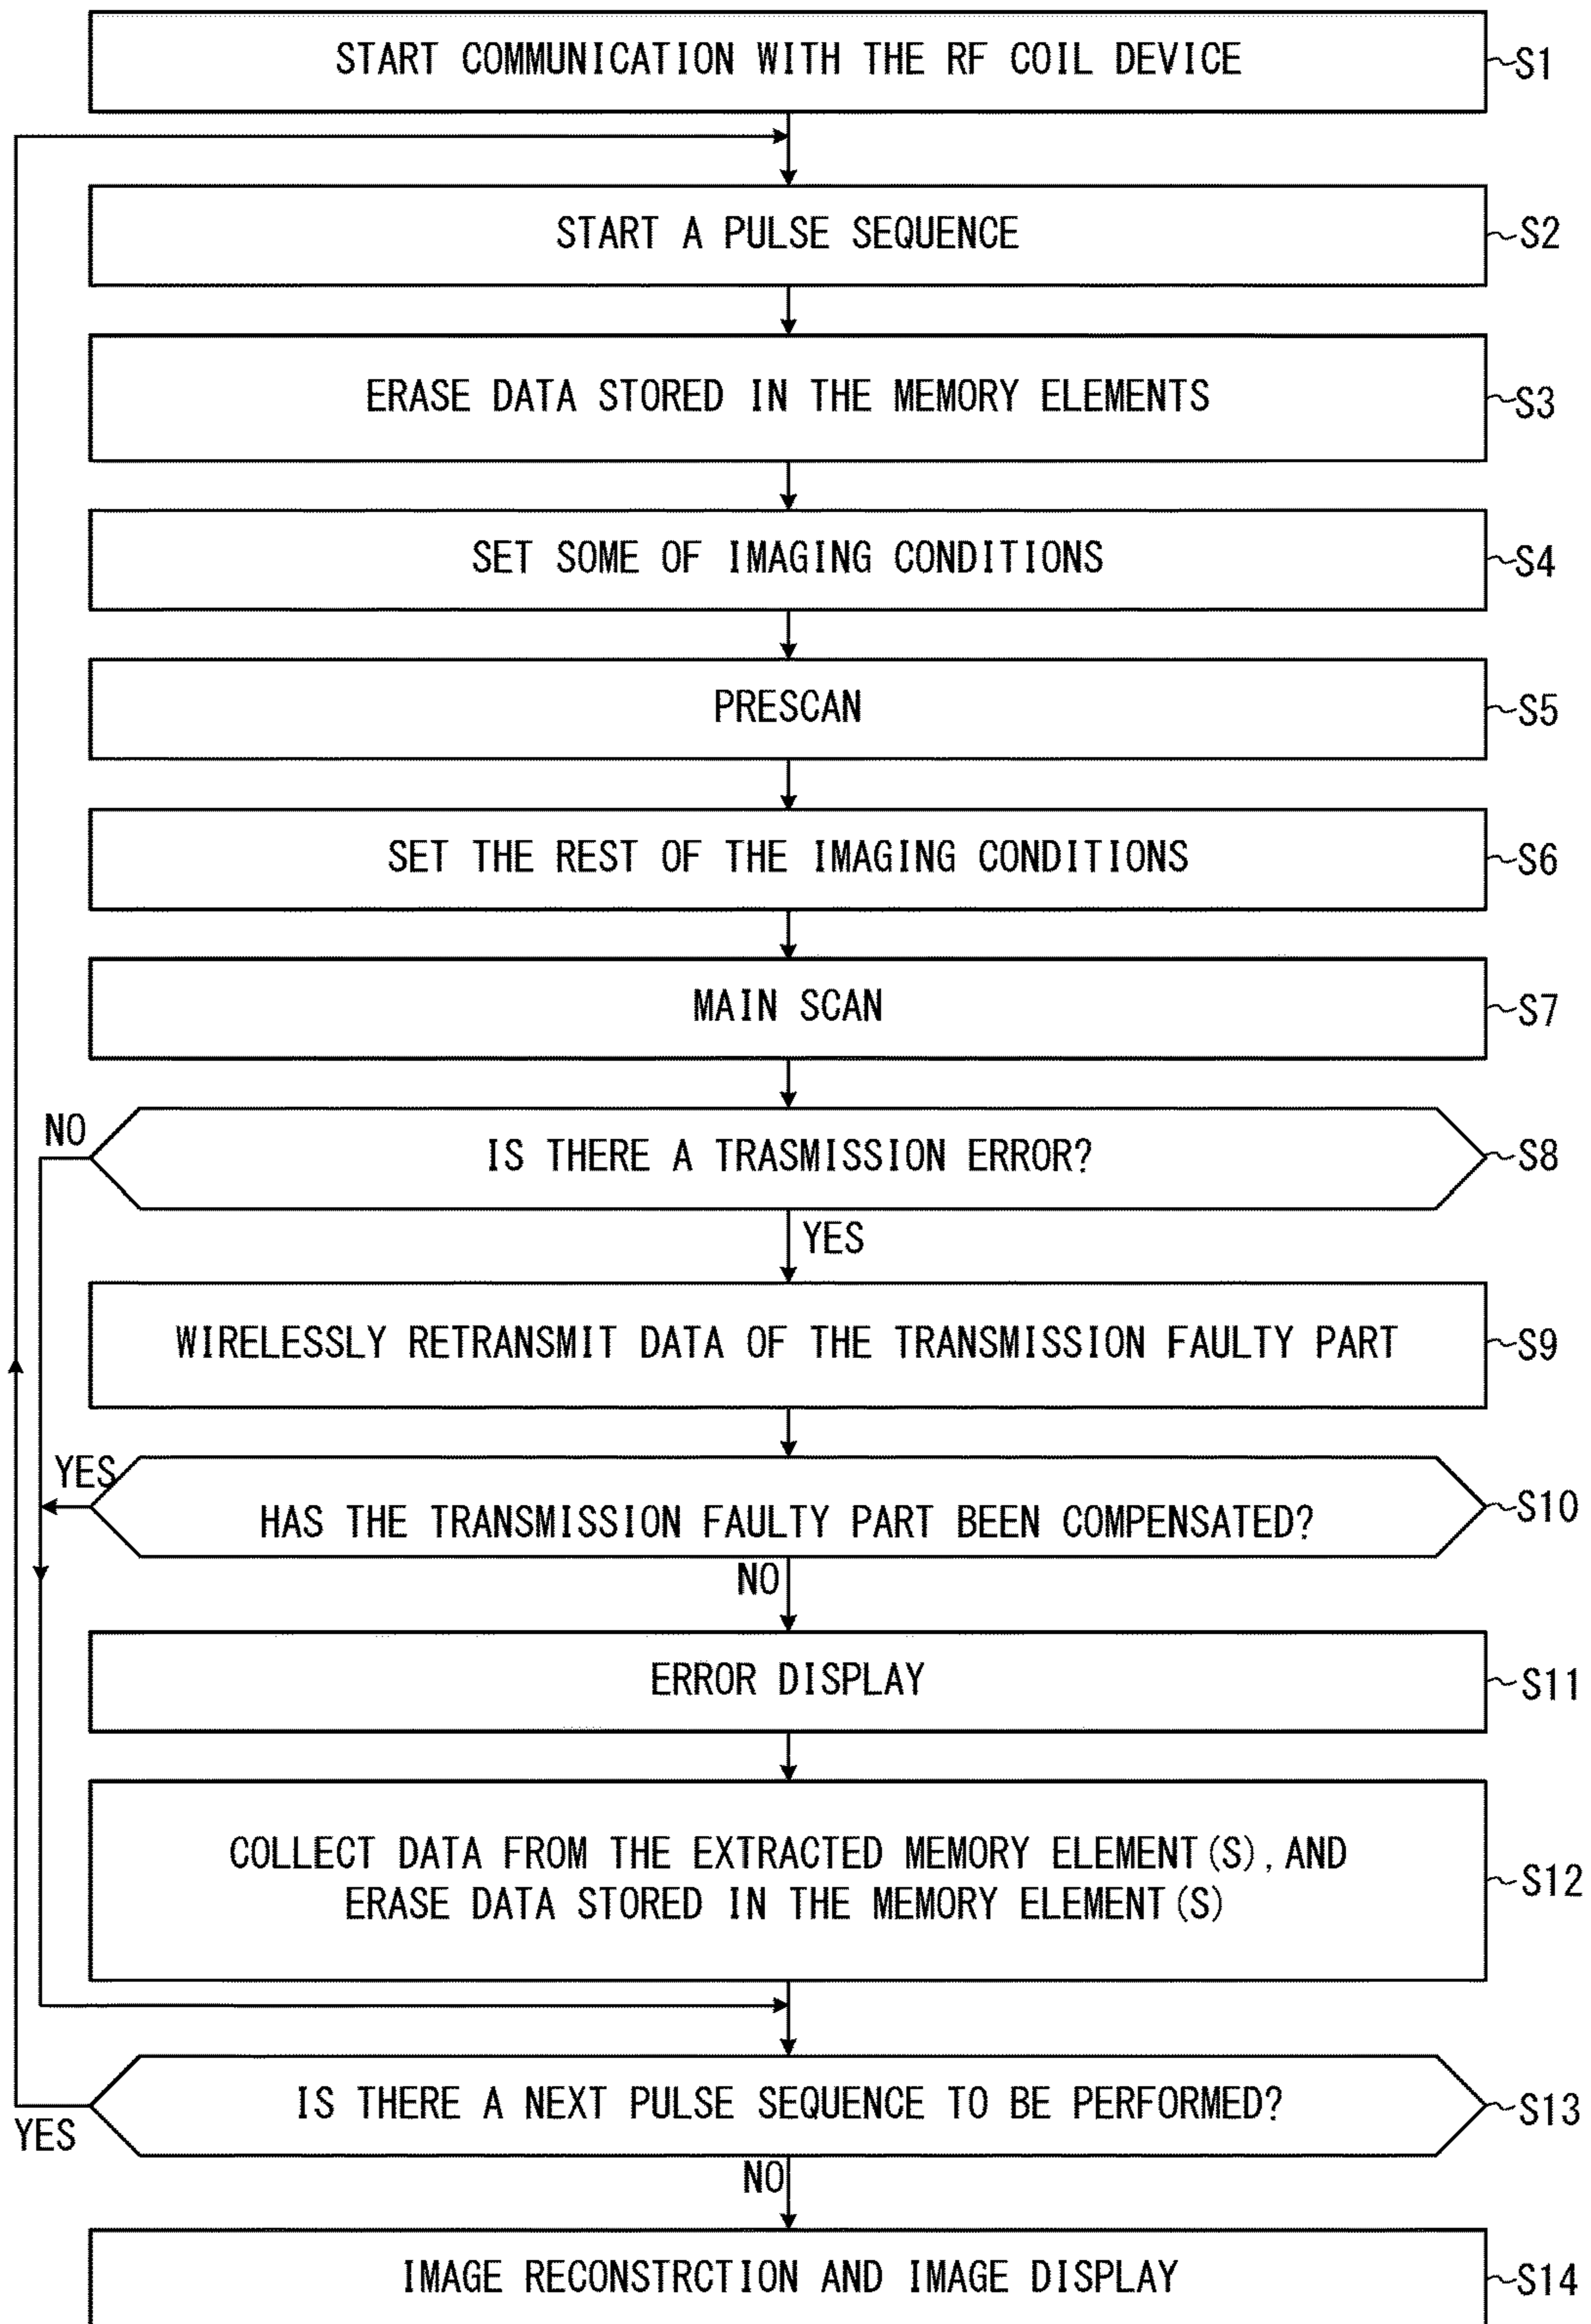 START COMMUNICATION WITH THE RF COIL DEVICE
S1
START A PULSE SEQUENCE
S2
ERASE DATA STORED IN THE MEMORY ELEMENTS
S3
SET SOME OF IMAGING CONDITIONS
S4
PRESCAN
S5
SET THE REST OF THE IMAGING CONDITIONS
S6
MAIN SCAN
S7
NO
IS THERE A TRASMISSION ERROR?
S8
YES
WIRELESSLY RETRANSMIT DATA OF THE TRANSMISSION FAULTY PART
S9
YES
HAS THE TRANSMISSION FAULTY PART BEEN COMPENSATED?
S10
NO
ERROR DISPLAY
S11
COLLECT DATA FROM THE EXTRACTED MEMORY ELEMENT(S), AND
ERASE DATA STORED IN THE MEMORY ELEMENT(S)
S12
IS THERE A NEXT PULSE SEQUENCE TO BE PERFORMED?
S13
YES
NO
IMAGE RECONSTRCTION AND IMAGE DISPLAY
S14